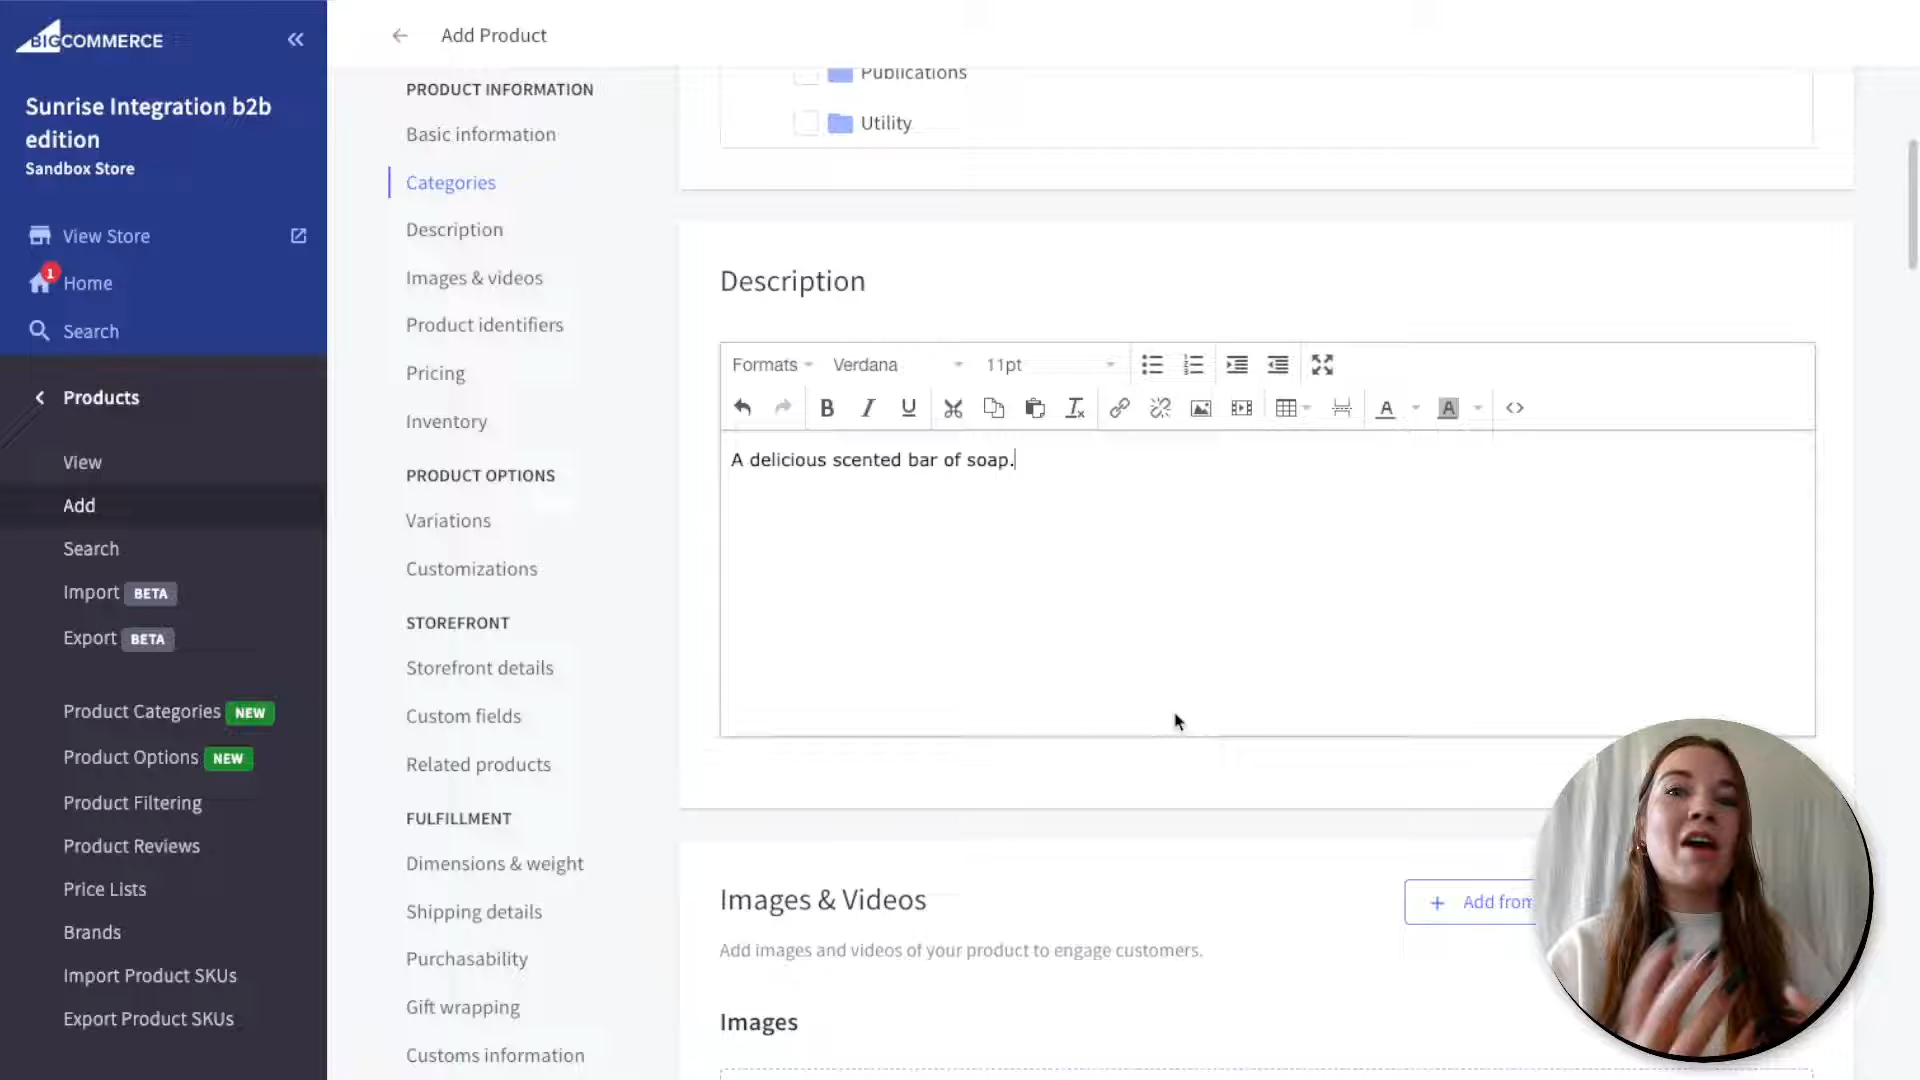 BIGCOMMERCE
Sunrise Integration b2b
edition
Sandbox Store
View Store
1
Home
Search
Products
View
Add
Search
Import BETA
Export BETA
Product Categories NEW
Product Options NEW
Product Filtering
Product Reviews
Price Lists
Brands
Import Product SKUs
Export Product SKUs
Add Product
PRODUCT INFORMATION
Basic information
Categories
Description
Images & videos
Product identifiers
Pricing
Inventory
PRODUCT OPTIONS
Variations
Customizations
STOREFRONT
Storefront details
Custom fields
Related products
FULFILLMENT
Dimensions & weight
Shipping details
Purchasability
Gift wrapping
Customs information
Publications
Utility
Description
Formats Verdana 11pt
B I U A A
A delicious scented bar of soap.
Images & Videos
Add from
Add images and videos of your product to engage customers.
Images